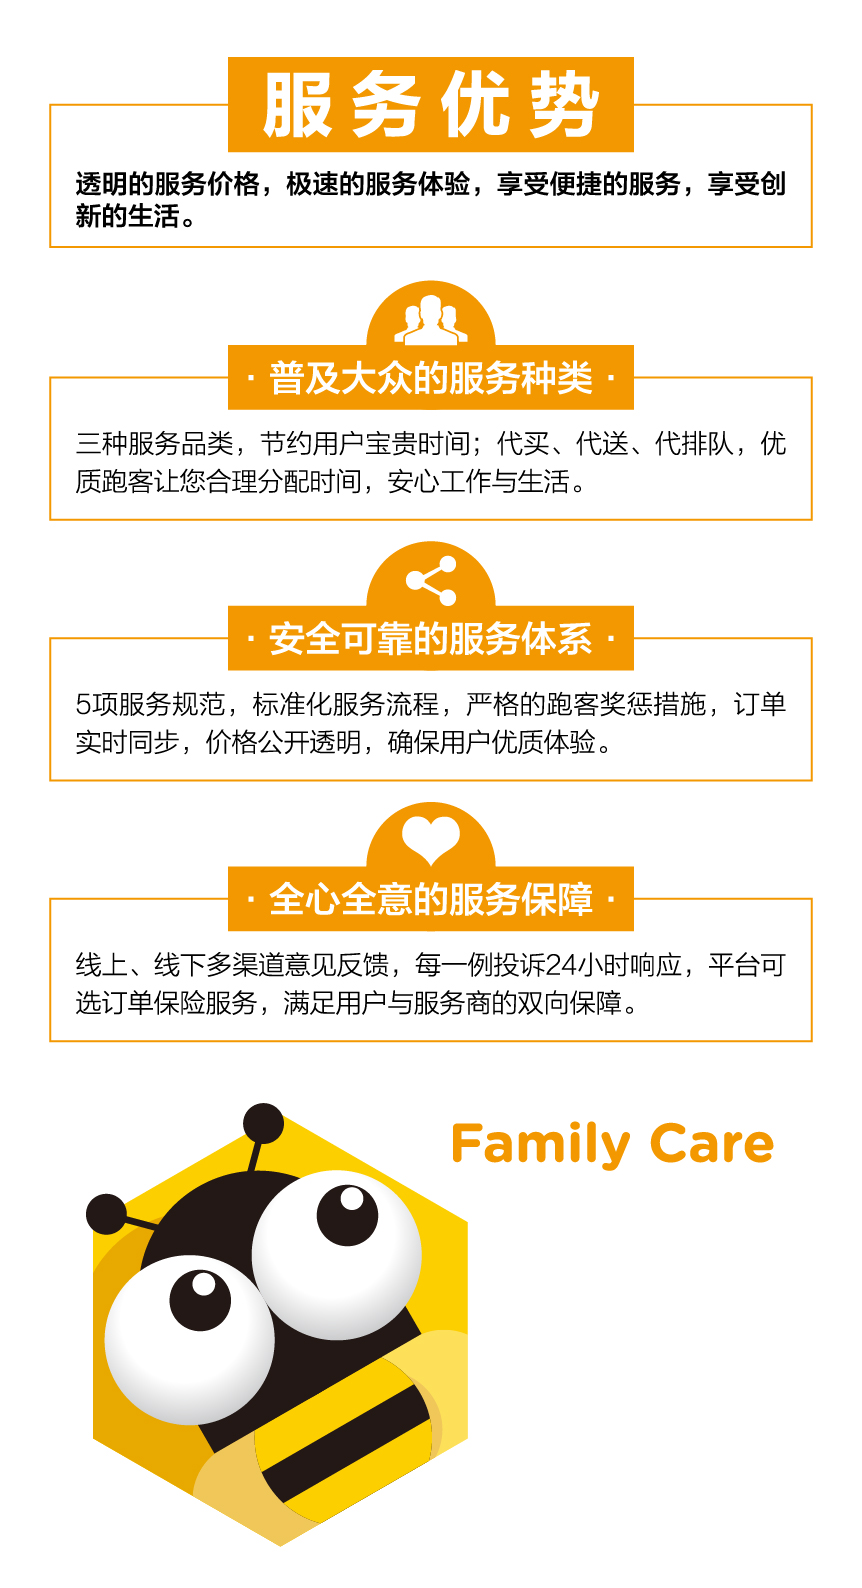 服务优势
透明的服务价格，极速的服务体验，享受便捷的服务，享受创
新的生活。
· 普及大众的服务种类 ·
三种服务品类，节约用户宝贵时间；代买、代送、代排队，优
质跑客让您合理分配时间，安心工作与生活。
· 安全可靠的服务体系 ·
5项服务规范，标准化服务流程，严格的跑客奖惩措施，订单
实时同步，价格公开透明，确保用户优质体验。
· 全心全意的服务保障 ·
线上、线下多渠道意见反馈，每一例投诉24小时响应，平台可
选订单保险服务，满足用户与服务商的双向保障。
Family Care